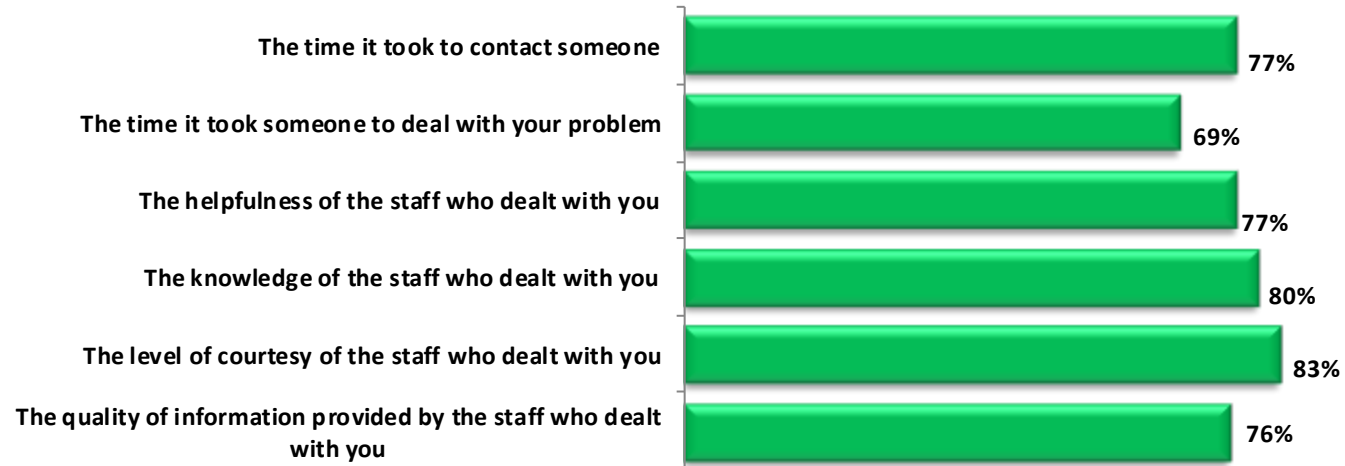 The time it took to contact someone
77%
The time it took someone to deal with your problem
69%
The helpfulness of the staff who dealt with you
77%
The knowledge of the staff who dealt with you
80%
The level of courtesy of the staff who dealt with you
83%
The quality of information provided by the staff who dealt
with you
76%